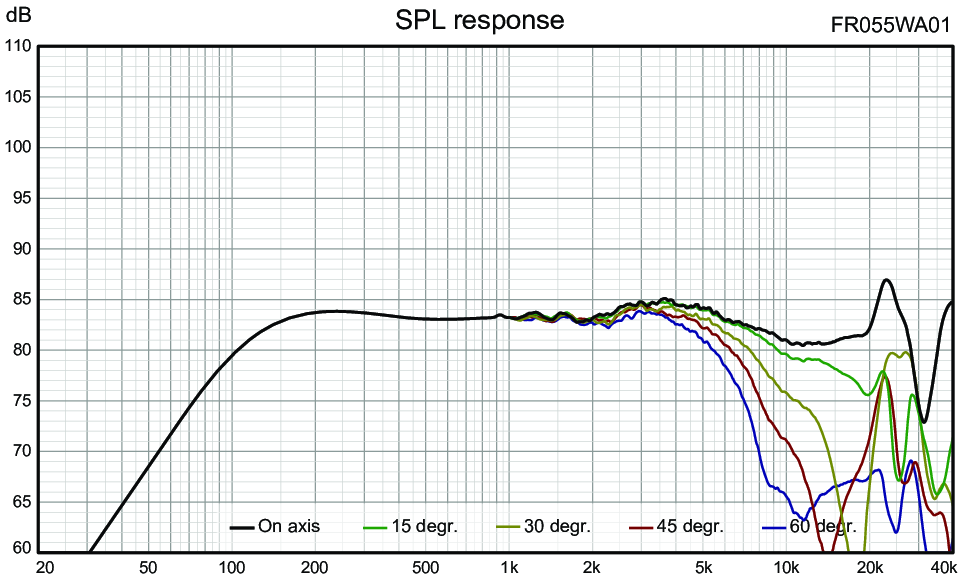 dB
SPL response
FR055WA01
110
105
100
95
90
85
80
75
70
65
60
On axis
15 degr.
30 degr.
45 degr.
60 degr.
20
50
100
200
500
1k
2k
5k
10k
20k
40k